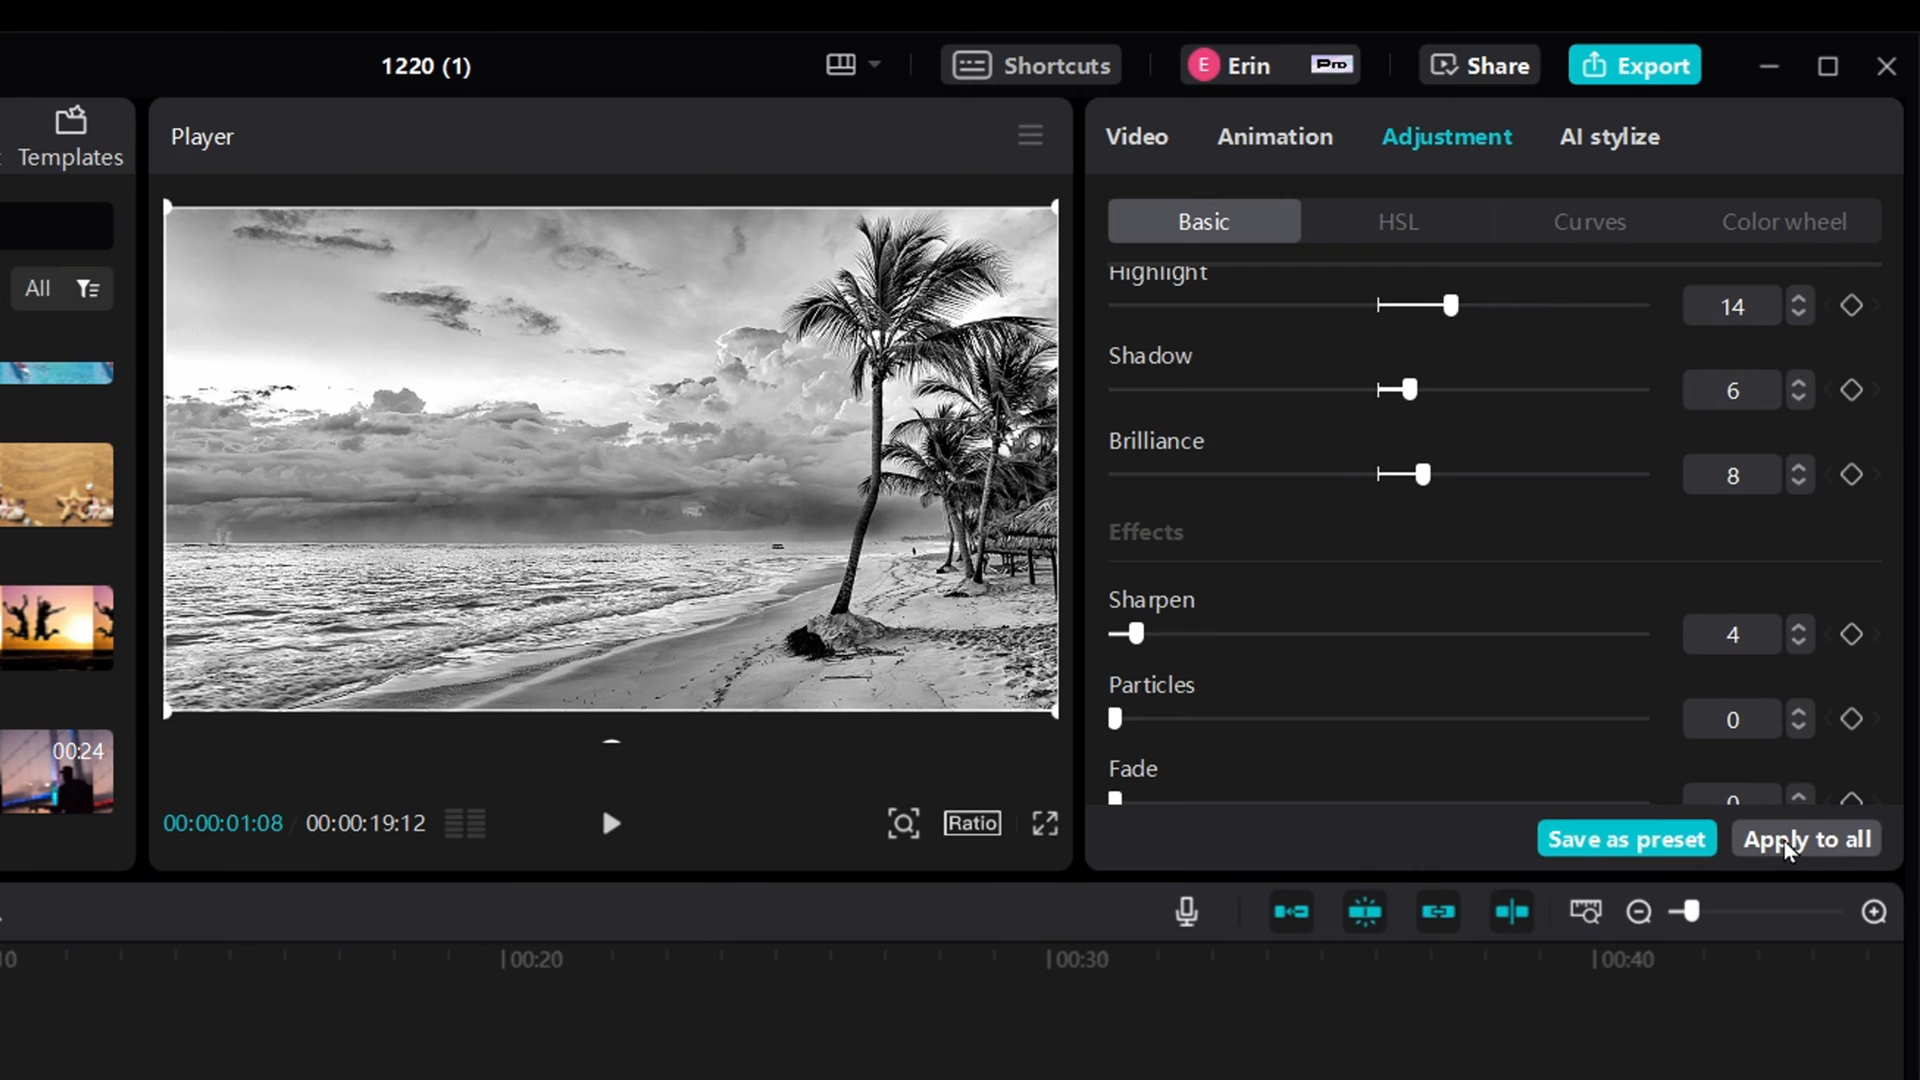 1220 (1)
Shortcuts
E Erin Pro
Share
Export
Templates
Player
Video Animation Adjustment AI stylize
Basic HSL Curves Color wheel
All
Highlight
14
Shadow
6
Brilliance
8
Effects
Sharpen
4
Particles
0
Fade
0
00:24
00:00:01:08 / 00:00:19:12
Ratio
Save as preset
Apply to all
00:20
00:30
00:40